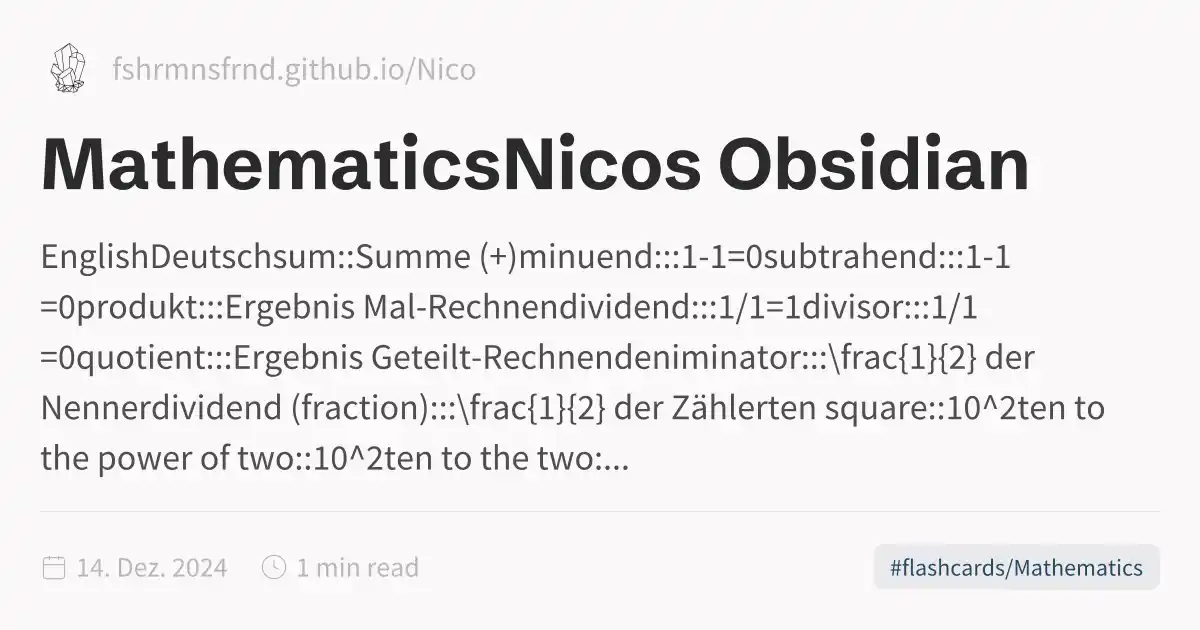 fshrmnsfrnd.github.io/Nico
MathematicsNicos Obsidian
EnglishDeutschsum::Summe (+)minuend:::1-1=0subtrahend:::1-1
=0produkt:::Ergebnis Mal-Rechnendividend:::1/1=1divisor:::1/1
=0quotient:::Ergebnis Geteilt-Rechnendeniminator:::\frac{1}{2} der
Nennerdividend (fraction):::\frac{1}{2} der Zählerten square::10^2ten to
the power of two::10^2ten to the two:...
14. Dez. 2024 1 min read
#flashcards/Mathematics